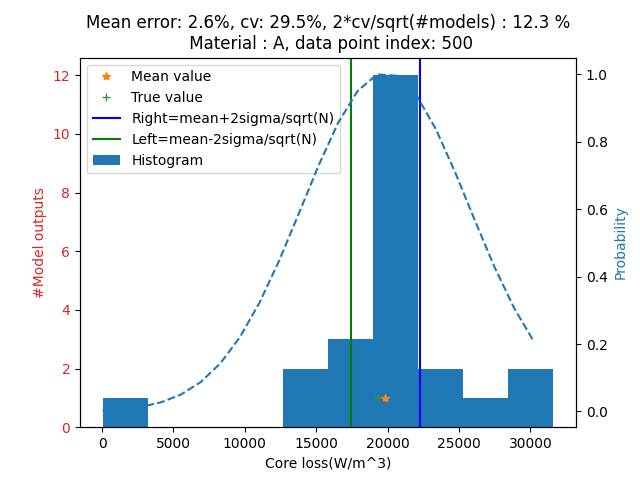 Mean error: 2.6%, cv: 29.5%, 2*cv/sqrt(#models) : 12.3 %
Material : A, data point index: 500
Mean value
True value
Right=mean+2sigma/sqrt(N)
Left=mean-2sigma/sqrt(N)
Histogram
#Model outputs
12
10
8
6
4
2
0
Probability
1.0
0.8
0.6
0.4
0.2
0.0
0 5000 10000 15000 20000 25000 30000
Core loss(W/m^3)